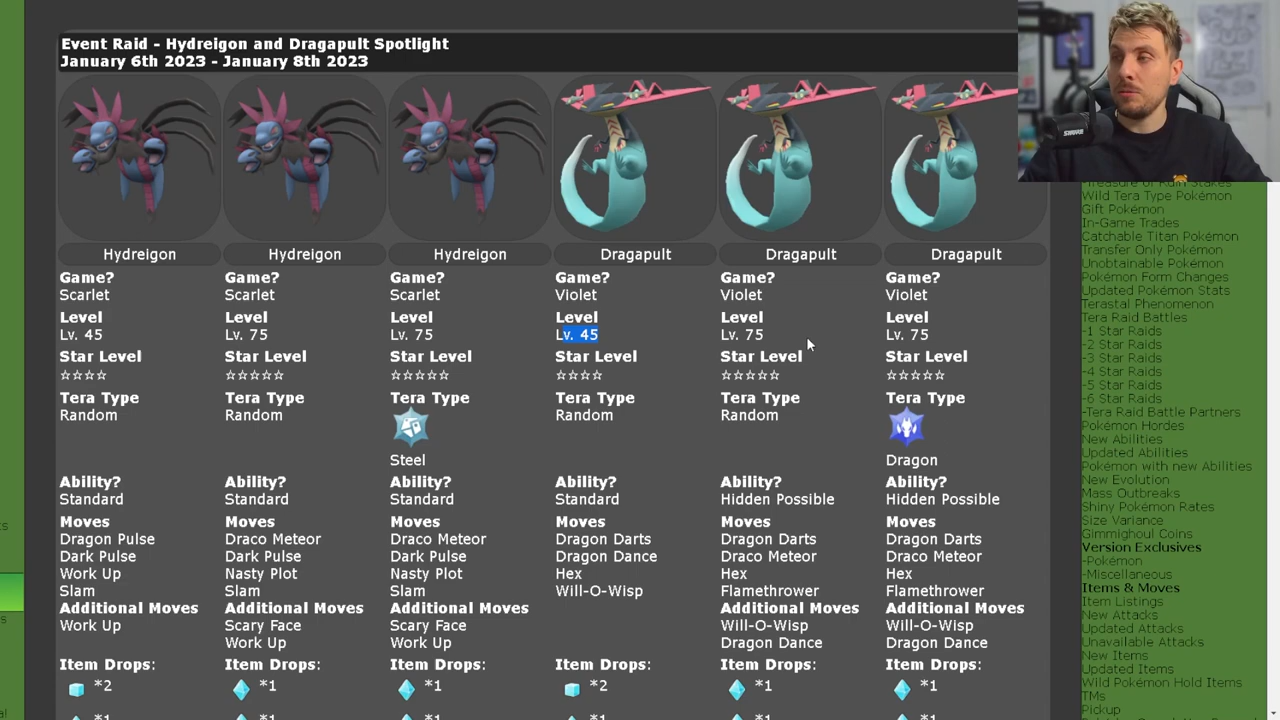 Event Raid - Hydreigon and Dragapult Spotlight
January 6th 2023 - January 8th 2023
Hydreigon Hydreigon Hydreigon Dragapult Dragapult Dragapult
Game? Game? Game? Game? Game? Game?
Scarlet Scarlet Scarlet Violet Violet Violet
Level Level Level Level Level Level
Lv. 45 Lv. 75 Lv. 75 Lv. 45 Lv. 75 Lv. 75
Star Level Star Level Star Level Star Level Star Level Star Level
☆☆☆☆ ☆☆☆☆☆ ☆☆☆☆☆ ☆☆☆☆ ☆☆☆☆☆ ☆☆☆☆☆
Tera Type Tera Type Tera Type Tera Type Tera Type Tera Type
Random Random Random Random
Steel Dragon
Ability? Ability? Ability? Ability? Ability? Ability?
Standard Standard Standard Standard Hidden Possible Hidden Possible
Moves Moves Moves Moves Moves Moves
Dragon Pulse Draco Meteor Draco Meteor Dragon Darts Dragon Darts Dragon Darts
Dark Pulse Dark Pulse Dark Pulse Dragon Dance Draco Meteor Draco Meteor
Work Up Nasty Plot Nasty Plot Hex Hex Hex
Slam Slam Slam Will-O-Wisp Flamethrower Flamethrower
Additional Moves Additional Moves Additional Moves Additional Moves Additional Moves
Work Up Scary Face Scary Face Will-O-Wisp Will-O-Wisp
Work Up Work Up Dragon Dance Dragon Dance
Item Drops: Item Drops: Item Drops: Item Drops: Item Drops: Item Drops:
*2 *1 *1 *2 *1 *1
SHURE
Treasure of Ruin Stakes
Wild Tera Type Pokémon
Gift Pokémon
In-Game Trades
Catchable Titan Pokémon
Transfer Only Pokémon
Unobtainable Pokémon
Pokémon Form Changes
Updated Pokémon Stats
Terastal Phenomenon
Tera Raid Battles
-1 Star Raids
-2 Star Raids
-3 Star Raids
-4 Star Raids
-5 Star Raids
-6 Star Raids
-Tera Raid Battle Partners
Pokémon Hordes
New Abilities
Updated Abilities
Pokémon with new Abilities
New Evolution
Mass Outbreaks
Shiny Pokémon Rates
Size Variance
Gimmighoul Coins
Version Exclusives
-Pokémon
-Miscellaneous
Items & Moves
Item Listings
New Attacks
Updated Attacks
Unavailable Attacks
New Items
Updated Items
Wild Pokémon Hold Items
TMs
Pickup